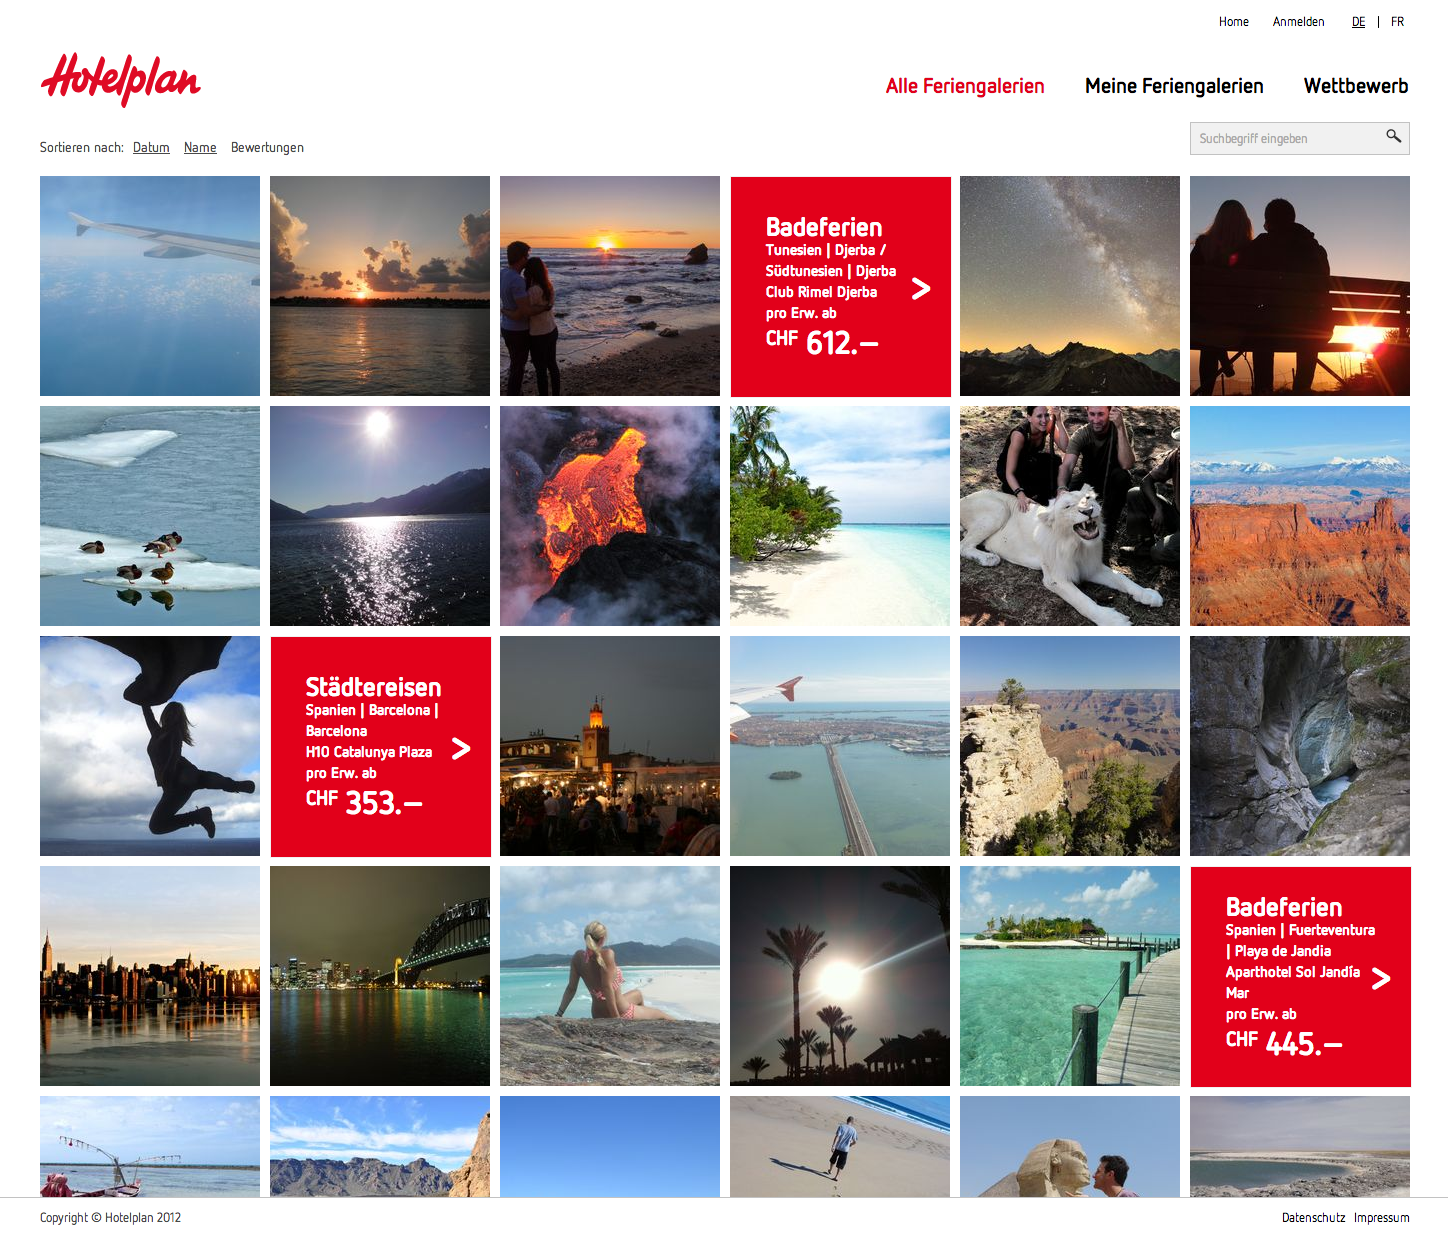 Home Anmelden DE | FR
Hotelplan
Alle Feriengalerien Meine Feriengalerien Wettbewerb
Suchbegriff eingeben
Sortieren nach: Datum Name Bewertungen
Badeferien
Tunesien | Djerba /
Südtunesien | Djerba
Club Rimel Djerba
pro Erw. ab
CHF 612.–
>
Städtereisen
Spanien | Barcelona |
Barcelona
H10 Catalunya Plaza
pro Erw. ab
CHF 353.–
>
Badeferien
Spanien | Fuerteventura
| Playa de Jandia
Aparthotel Sol Jandía
Mar
pro Erw. ab
CHF 445.–
>
Copyright © Hotelplan 2012
Datenschutz Impressum